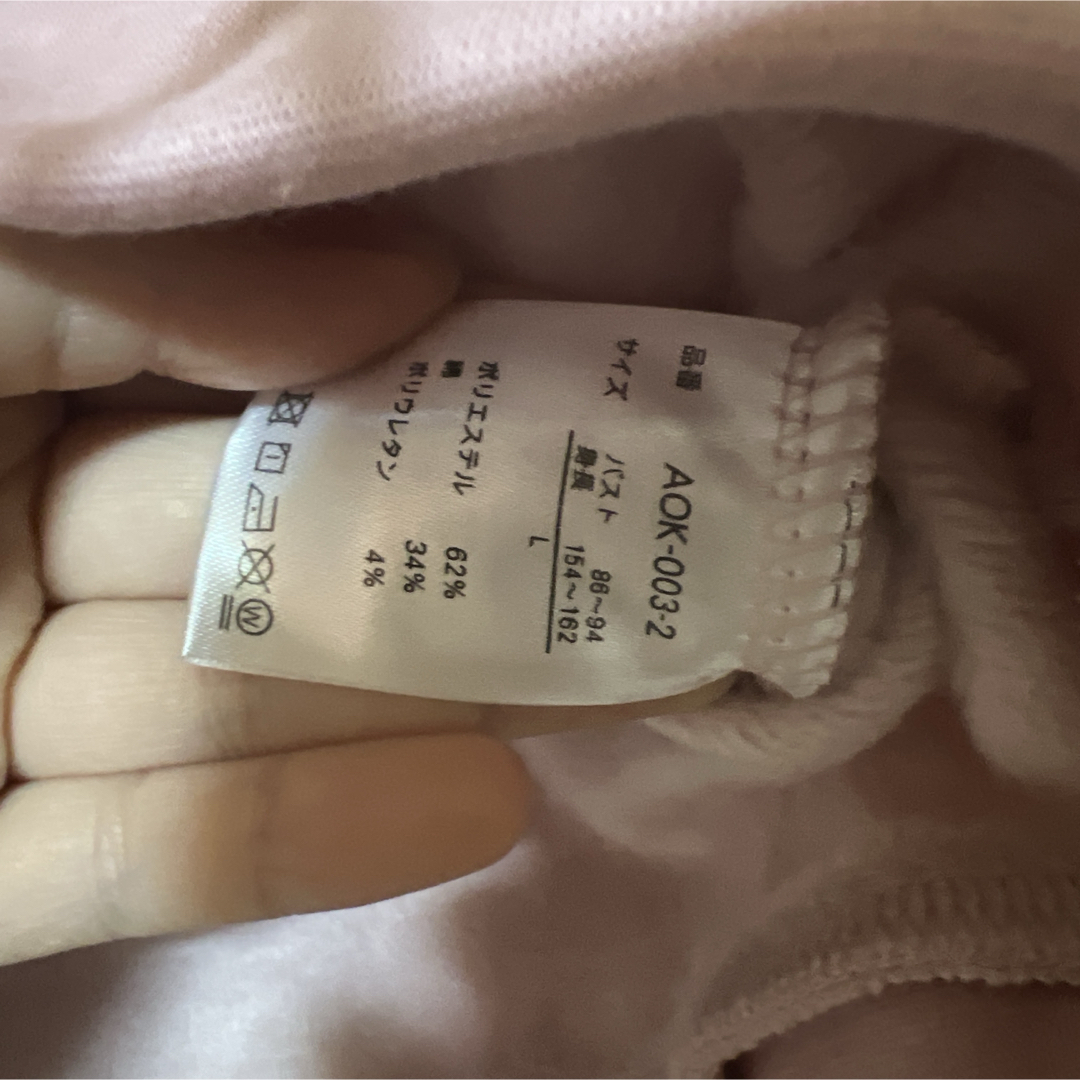 品番 AOK-003-2
サイズ バスト 86~94
身長 154~162
L
ポリエステル 62%
綿 34%
ポリウレタン 4%
W